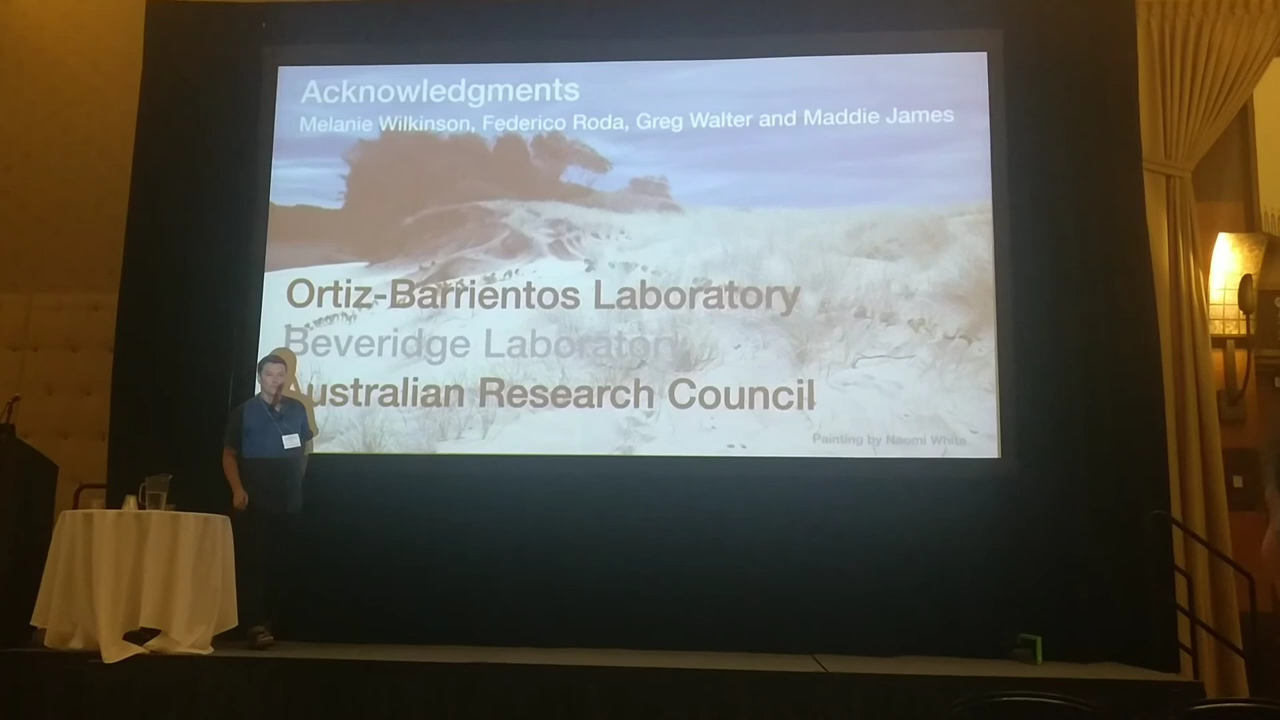 Acknowledgments
Melanie Wilkinson, Federico Roda, Greg Walter and Maddie James
Ortiz-Barrientos Laboratory
Beveridge Laboratory
Australian Research Council
Painting by Naomi White